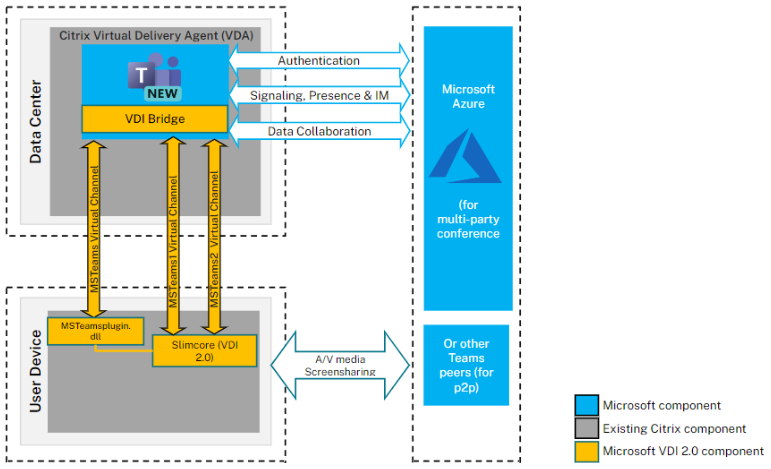 Citrix Virtual Delivery Agent (VDA)
Data Center
T
NEW
VDI Bridge
Authentication
Signaling, Presence & IM
Data Collaboration
Microsoft
Azure
(for
multi-party
conference
MSTeams Virtual Channel
MSTeams1 Virtual Channel
MSTeams2 Virtual Channel
User Device
MSTeamsplugin.
dll
Slimcore (VDI
2.0)
A/V media
Screensharing
Or other
Teams
peers (for
p2p)
Microsoft component
Existing Citrix component
Microsoft VDI 2.0 component